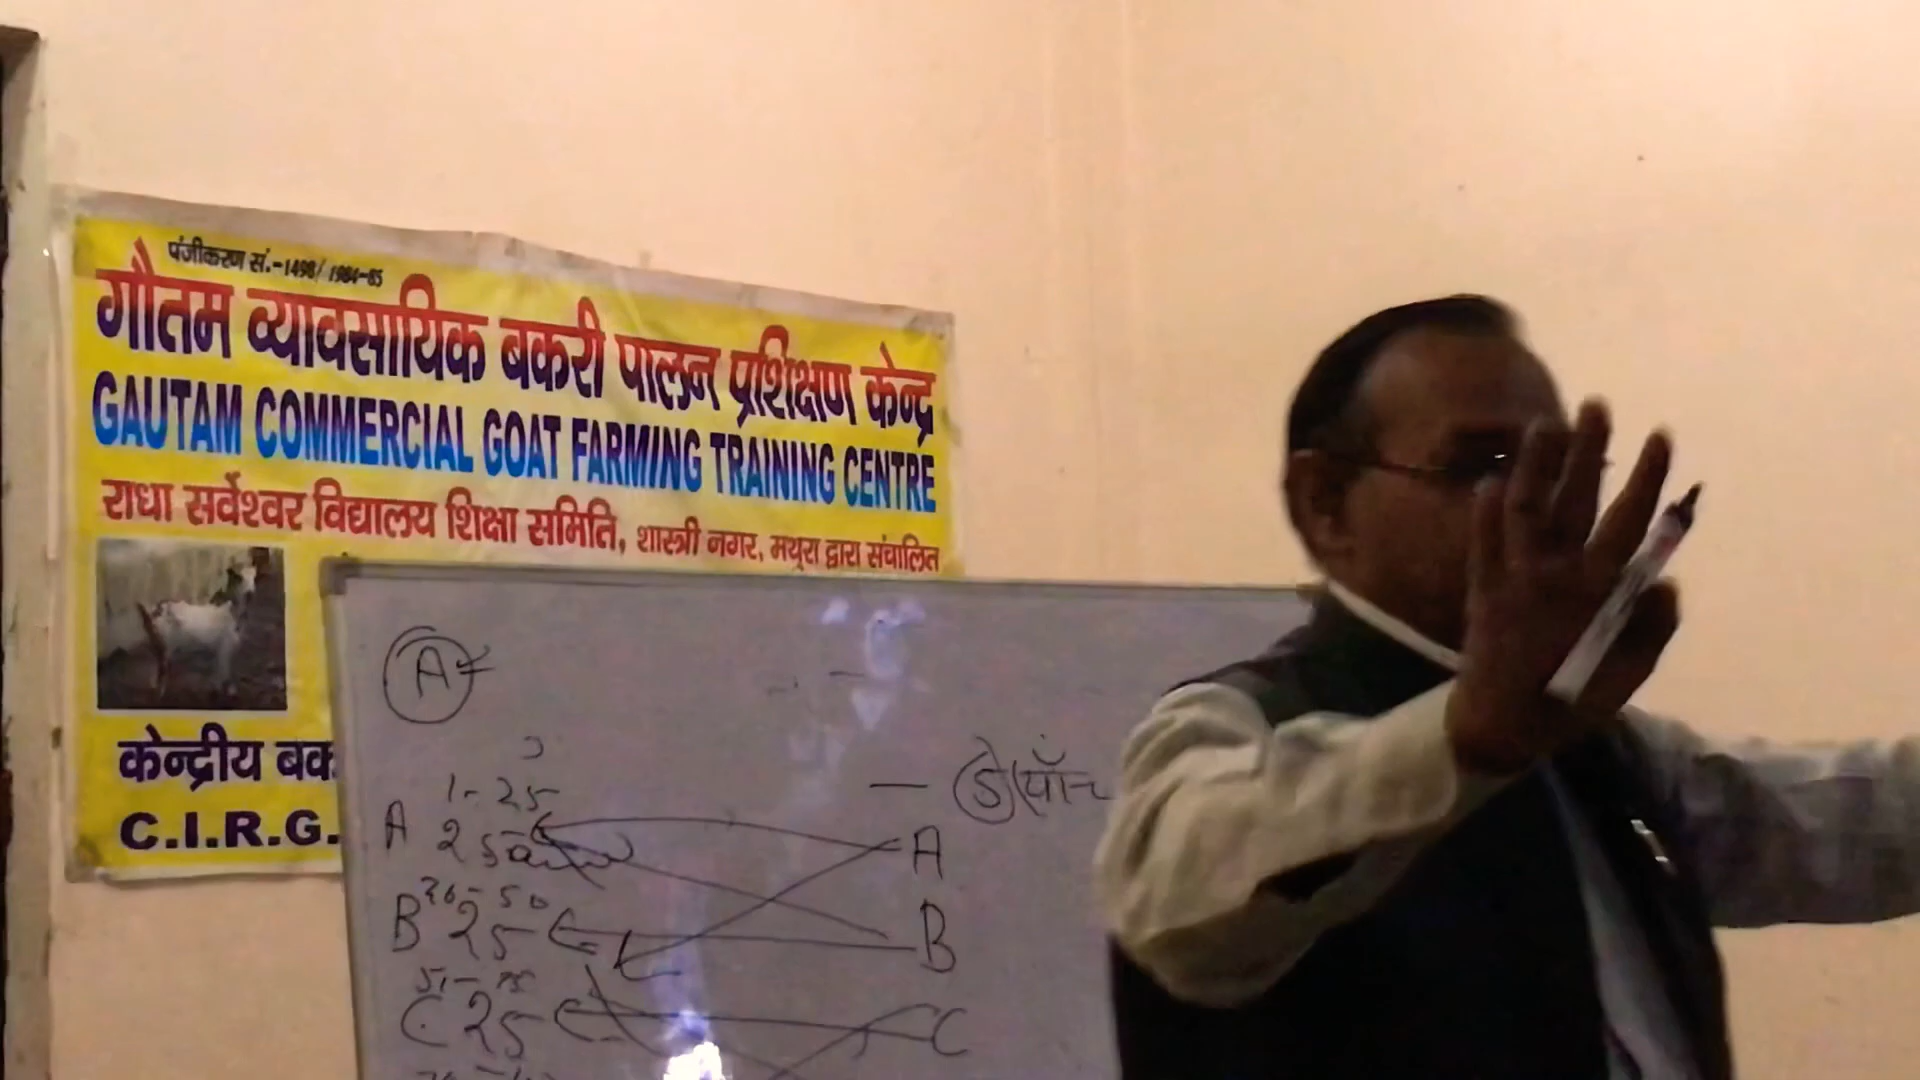 पंजीकरण सं.-1498/1984-85
गौतम व्यावसायिक बकरी पालन प्रशिक्षण केन्द्र
GAUTAM COMMERCIAL GOAT FARMING TRAINING CENTRE
राधा सर्वेश्वर विद्यालय शिक्षा समिति, शास्त्री नगर, मथुरा द्वारा संचालित
केन्द्रीय बक
C.I.R.G.
A
1-25
A 25 A
26-50
B 25 B
51-75
C 25 C